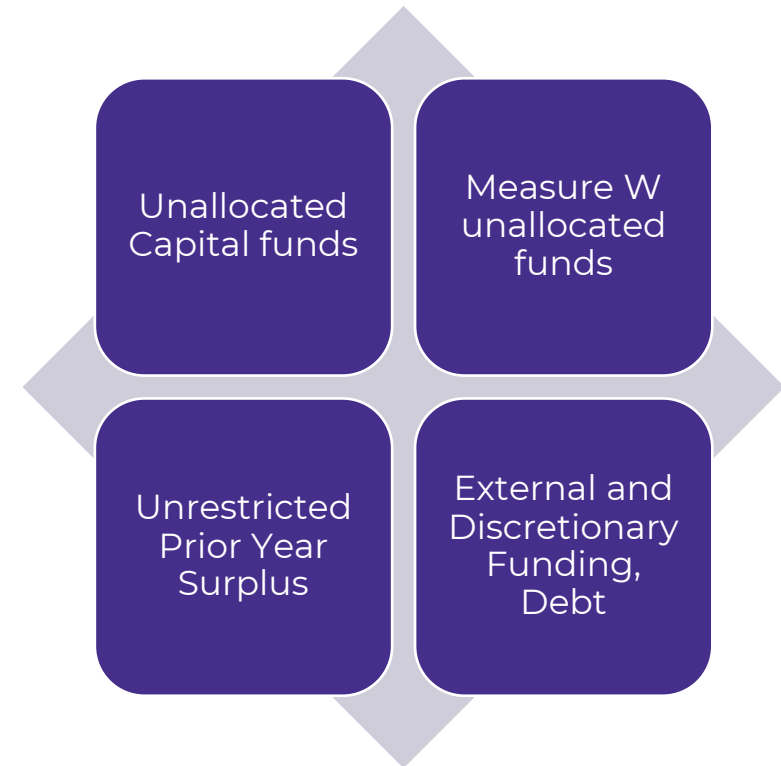 Unallocated
Capital funds
Measure W
unallocated
funds
Unrestricted
Prior Year
Surplus
External and
Discretionary
Funding,
Debt